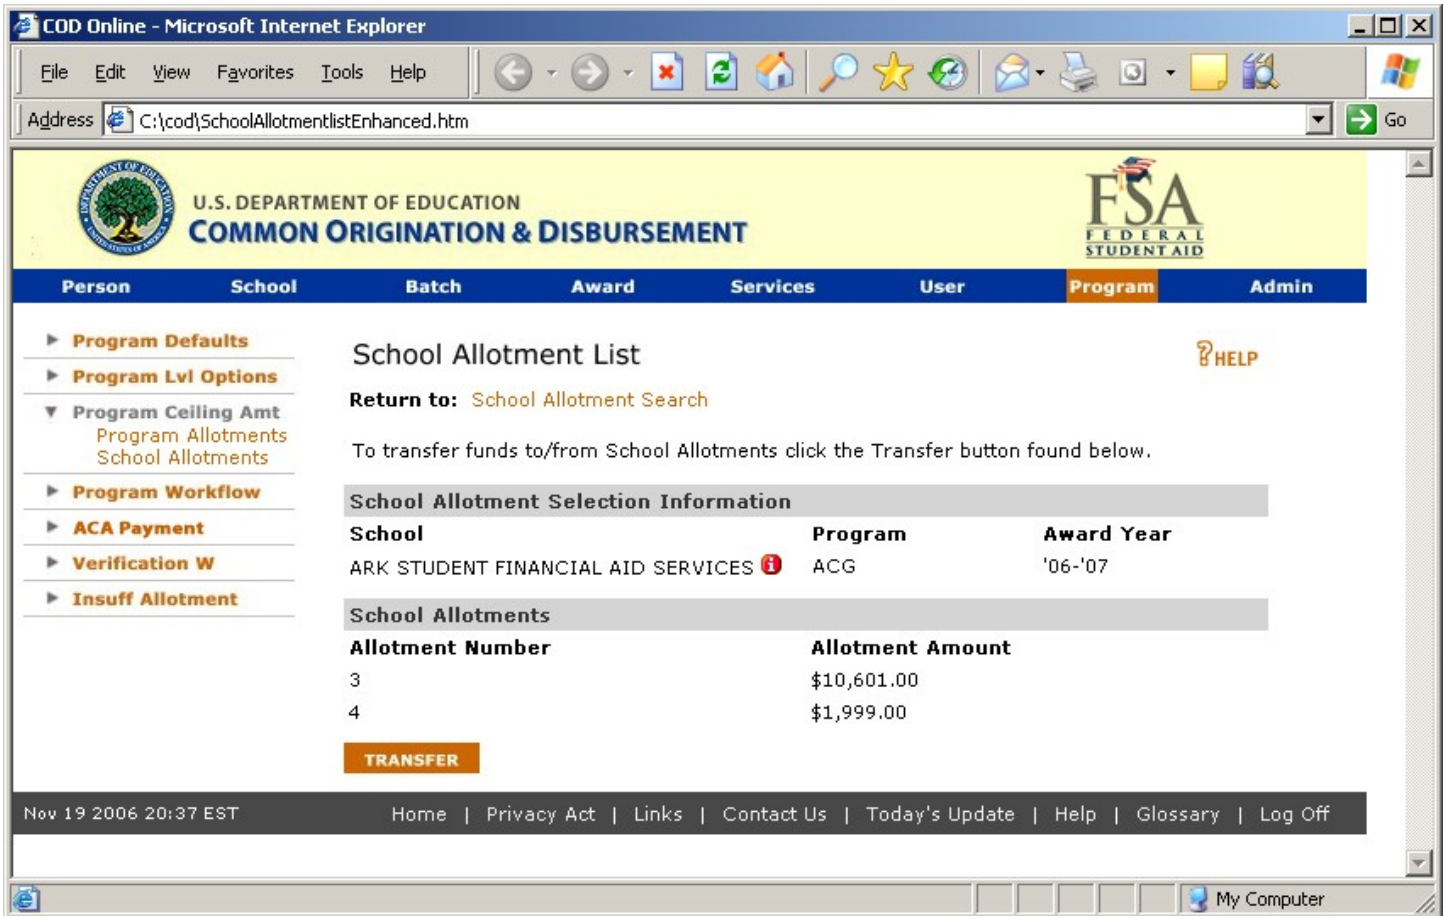 COD Online - Microsoft Internet Explorer
File Edit View Favorites Tools Help
Address C:\cod\SchoolAllotmentlistEnhanced.htm Go
U.S. DEPARTMENT OF EDUCATION
COMMON ORIGINATION & DISBURSEMENT
FSA
FEDERAL
STUDENT AID
Person School Batch Award Services User Program Admin
Program Defaults
Program Lvl Options
Program Ceiling Amt
Program Allotments
School Allotments
Program Workflow
ACA Payment
Verification W
Insuff Allotment
School Allotment List
HELP
Return to: School Allotment Search
To transfer funds to/from School Allotments click the Transfer button found below.
School Allotment Selection Information
School Program Award Year
ARK STUDENT FINANCIAL AID SERVICES ACG '06-'07
School Allotments
Allotment Number Allotment Amount
3 $10,601.00
4 $1,999.00
TRANSFER
Nov 19 2006 20:37 EST Home | Privacy Act | Links | Contact Us | Today's Update | Help | Glossary | Log Off
My Computer